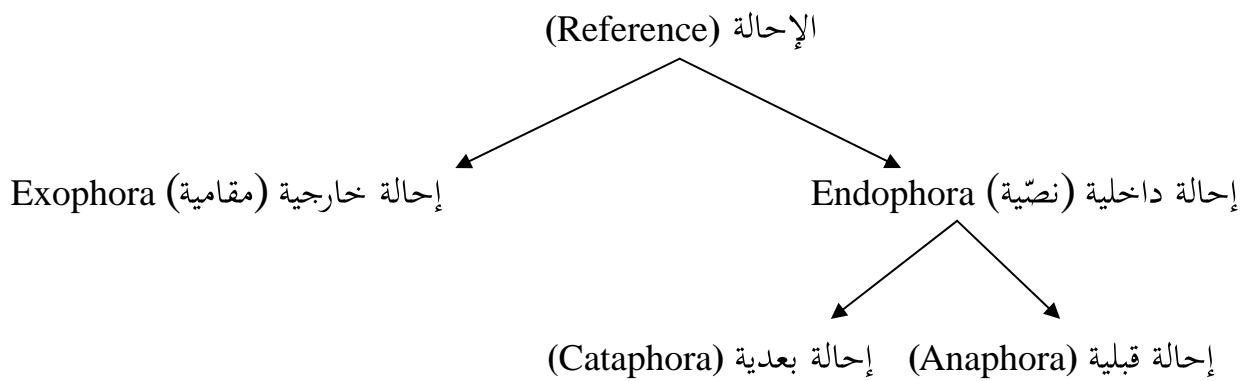 الإحالة (Reference)
إحالة داخلية (نصّية) Endophora
إحالة خارجية (مقامية) Exophora
إحالة قبلية (Anaphora)
إحالة بعدية (Cataphora)